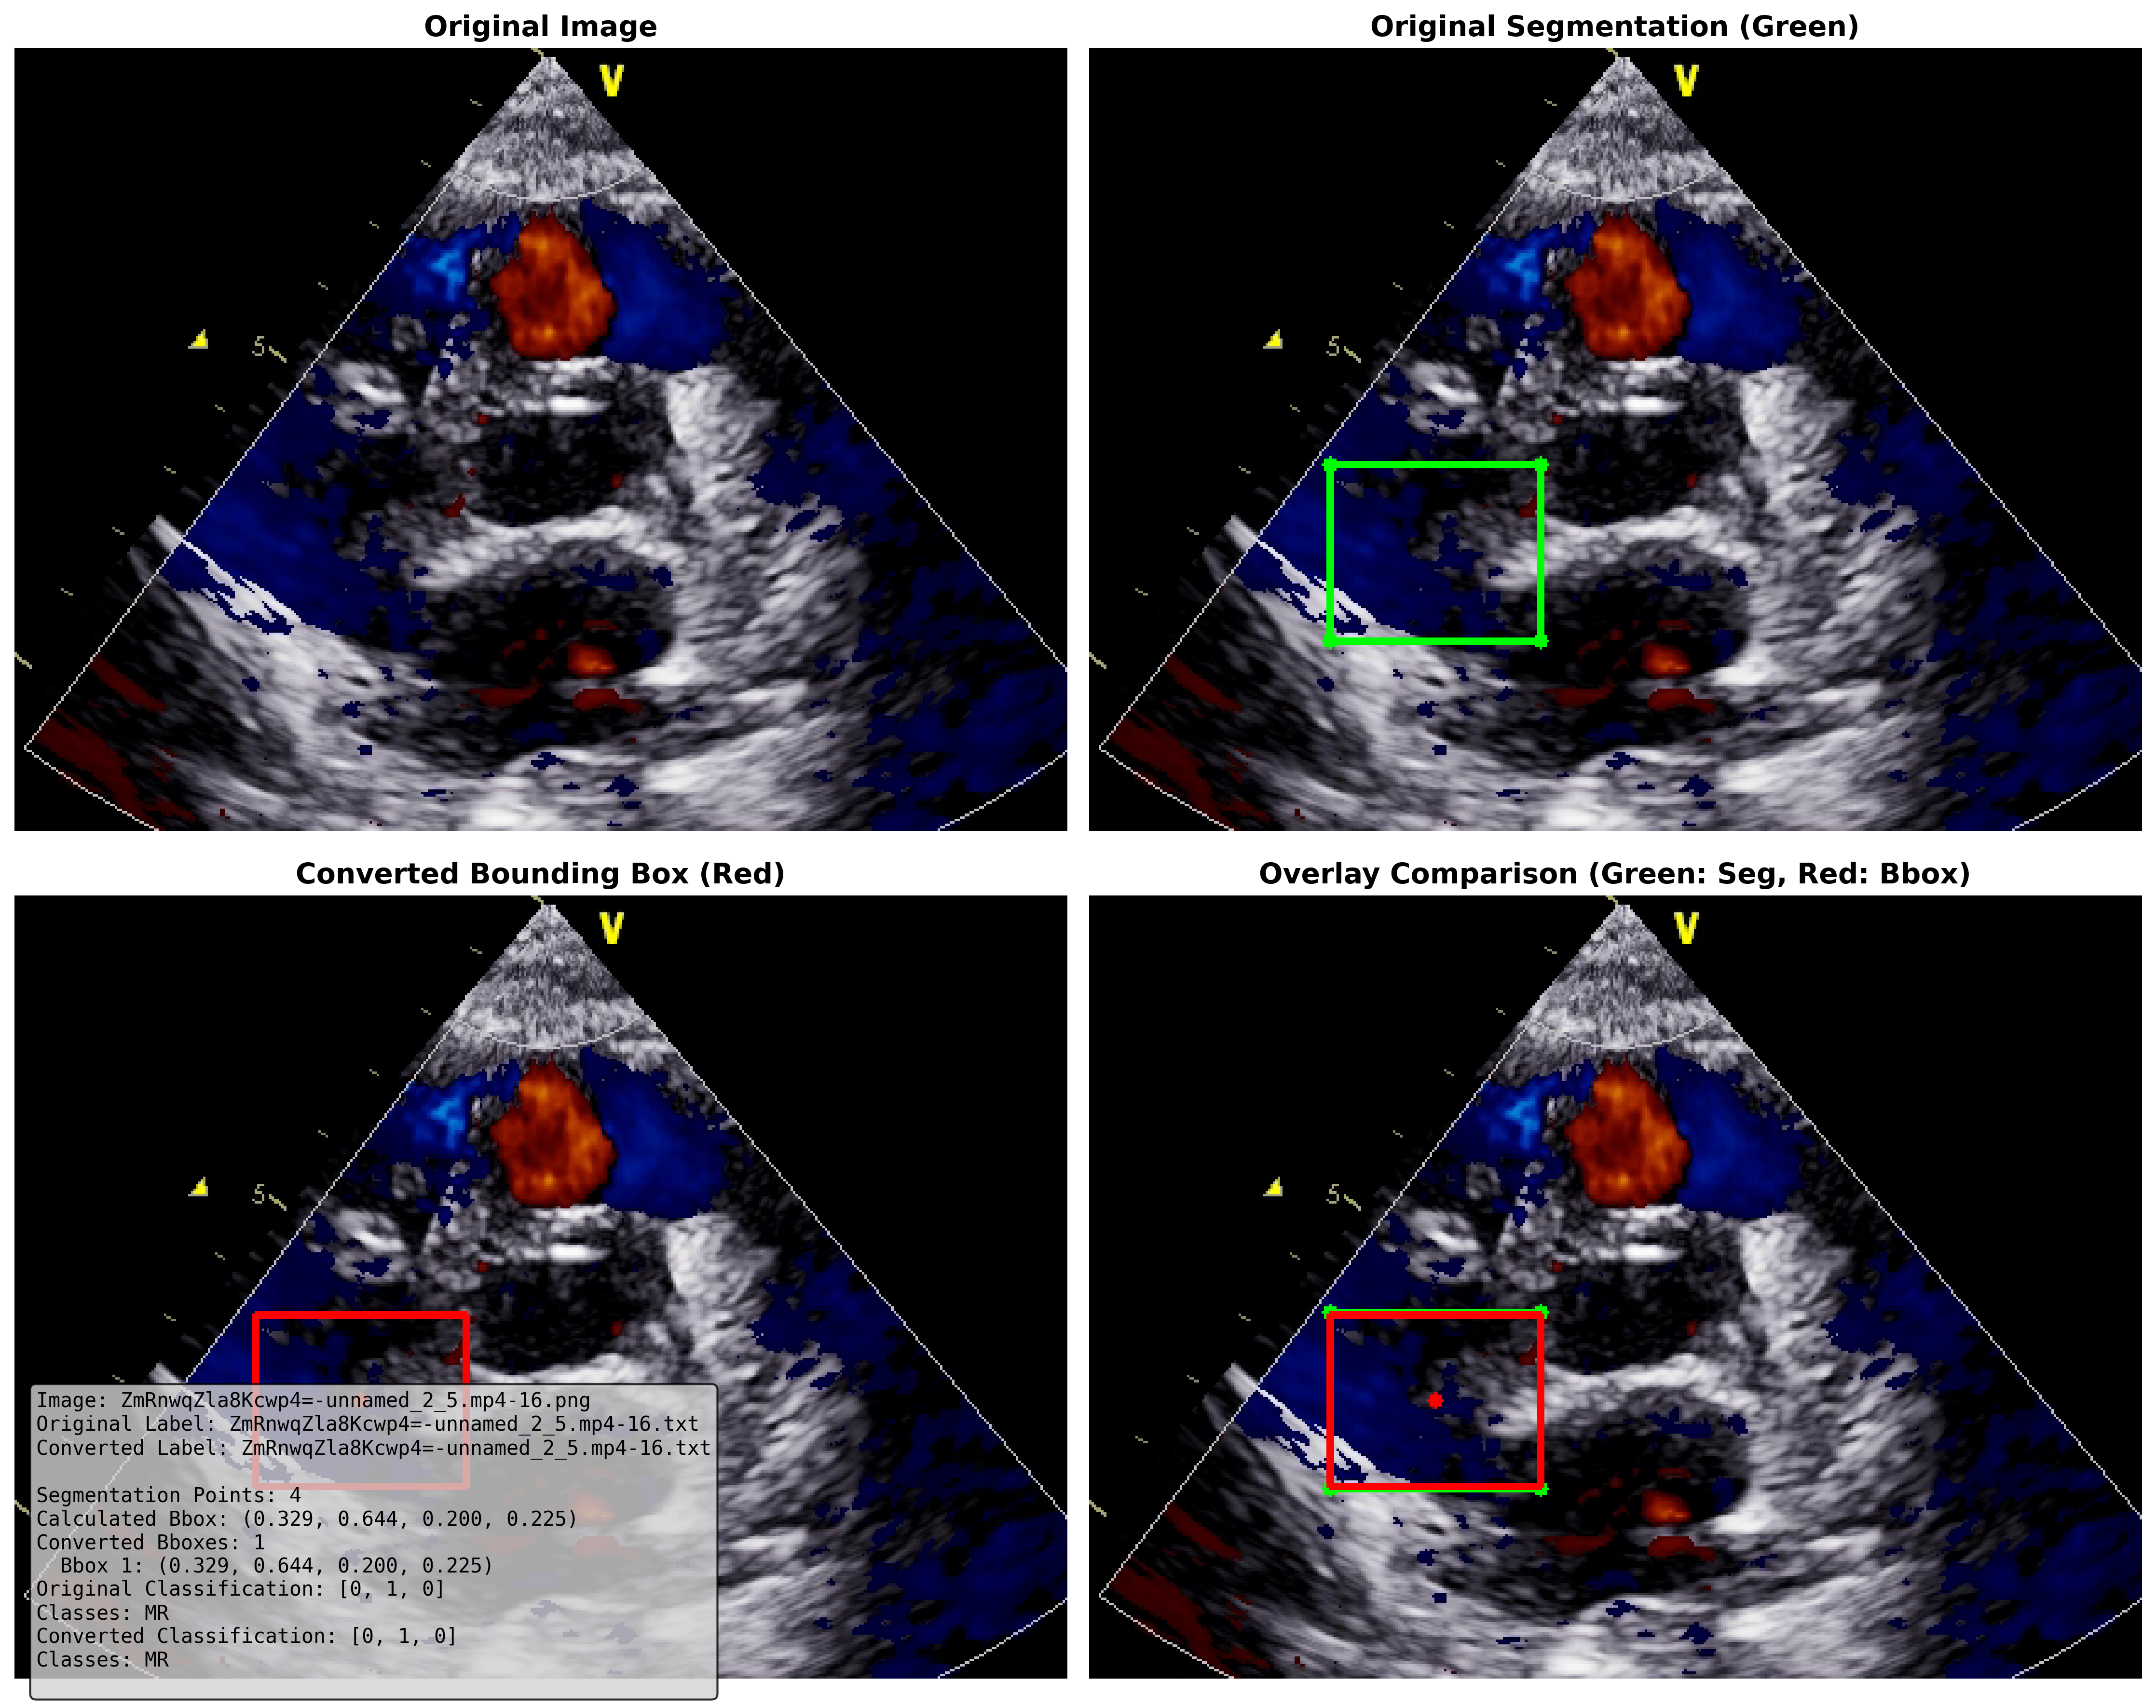 Original Image
Original Segmentation (Green)
V
V
5
5
Converted Bounding Box (Red)
Overlay Comparison (Green: Seg, Red: Bbox)
V
V
5
5
Image: ZmRnwqZla8Kcwp4=-unnamed_2_5.mp4-16.png
Original Label: ZmRnwqZla8Kcwp4=-unnamed_2_5.mp4-16.txt
Converted Label: ZmRnwqZla8Kcwp4=-unnamed_2_5.mp4-16.txt
Segmentation Points: 4
Calculated Bbox: (0.329, 0.644, 0.200, 0.225)
Converted Bboxes: 1
Bbox 1: (0.329, 0.644, 0.200, 0.225)
Original Classification: [0, 1, 0]
Classes: MR
Converted Classification: [0, 1, 0]
Classes: MR